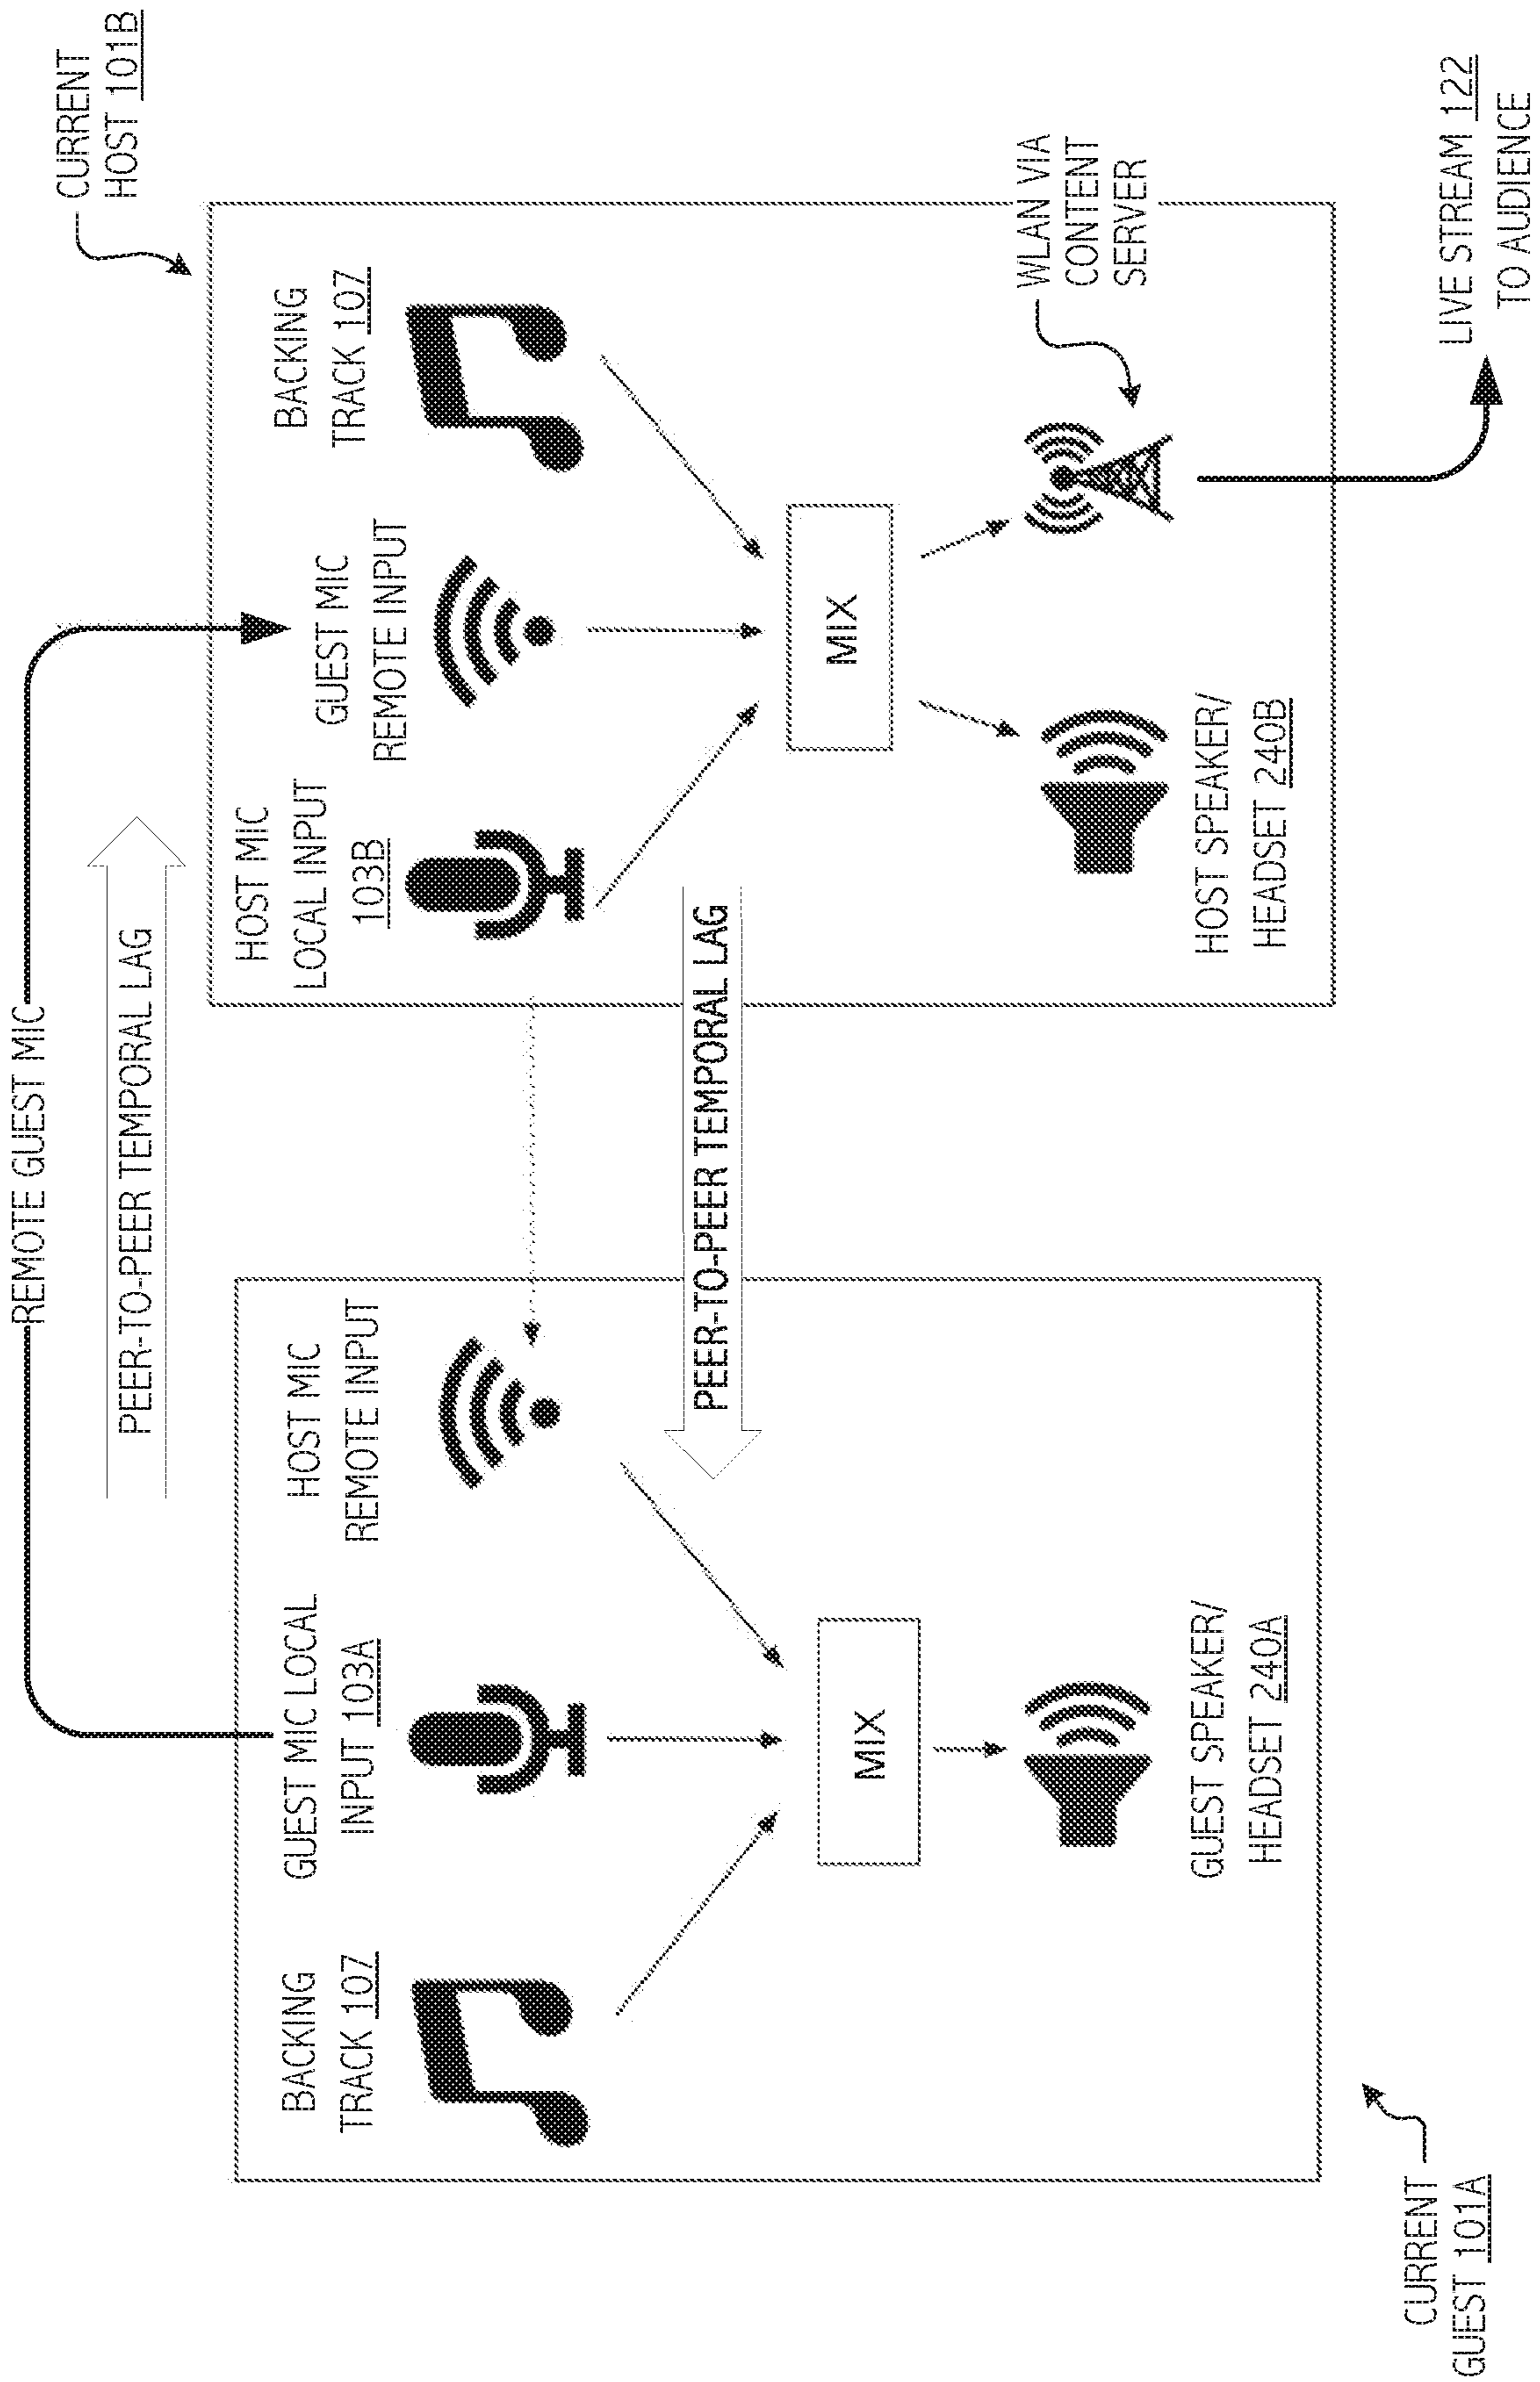 REMOTE GUEST MIC
PEER-TO-PEER TEMPORAL LAG
CURRENT
HOST 101B
BACKING
TRACK 107
GUEST MIC LOCAL
INPUT 103A
HOST MIC
REMOTE INPUT
HOST MIC
LOCAL INPUT
103B
GUEST MIC
REMOTE INPUT
BACKING
TRACK 107
PEER-TO-PEER TEMPORAL LAG
MIX
MIX
WLAN VIA
CONTENT
SERVER
GUEST SPEAKER/
HEADSET 240A
HOST SPEAKER/
HEADSET 240B
CURRENT
GUEST 101A
LIVE STREAM 122
TO AUDIENCE